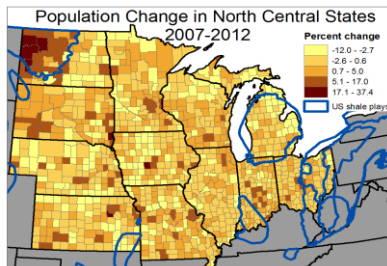 Population Change in North Central States
2007-2012
Percent change
-12.0 - -2.7
-2.6 - 0.6
0.7 - 5.0
5.1 - 17.0
17.1 - 37.4
US shale plays